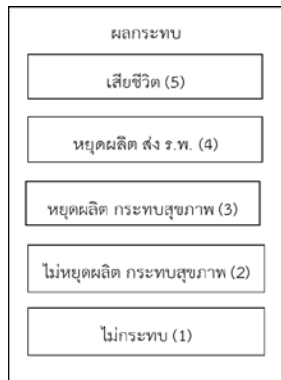 ผลกระทบ
เสียชีวิต (5)
หยุดผลิต ส่ง ร.พ. (4)
หยุดผลิต กระทบสุขภาพ (3)
ไม่หยุดผลิต กระทบสุขภาพ (2)
ไม่กระทบ (1)